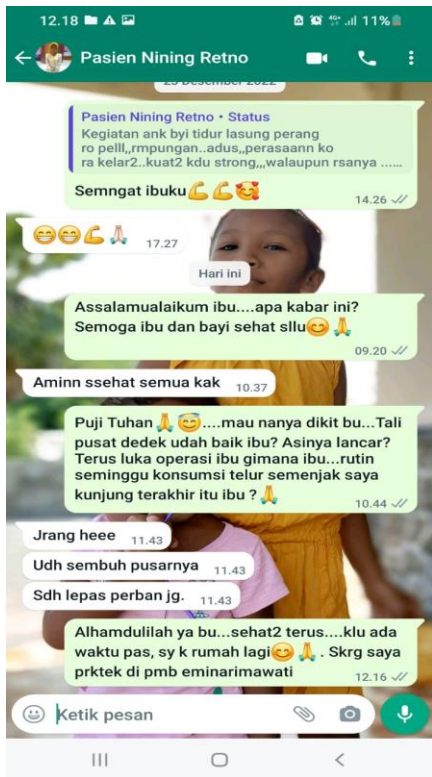 12.18
11%
Pasien Nining Retno
23 Desember 2022
Pasien Nining Retno • Status
Kegiatan ank byi tidur lasung perang
ro pelll,,rmpungan..adus,,perasaann ko
ra kelar2..kuat2 kdu strong,,,walaupun rsanya ......
Semngat ibuku
14.26
17.27
Hari ini
Assalamualaikum ibu....apa kabar ini?
Semoga ibu dan bayi sehat sllu
09.20
Aminn ssehat semua kak
10.37
Puji Tuhan ....mau nanya dikit bu...Tali
pusat dedek udah baik ibu? Asinya lancar?
Terus luka operasi ibu gimana ibu...rutin
seminggu konsumsi telur semenjak saya
kunjung terakhir itu ibu ?
10.44
Jrang heee
11.43
Udh sembuh pusarnya
11.43
Sdh lepas perban jg.
11.43
Alhamdulilah ya bu...sehat2 terus....klu ada
waktu pas, sy k rumah lagi . Skrg saya
prktek di pmb eminarimawati
12.16
Ketik pesan